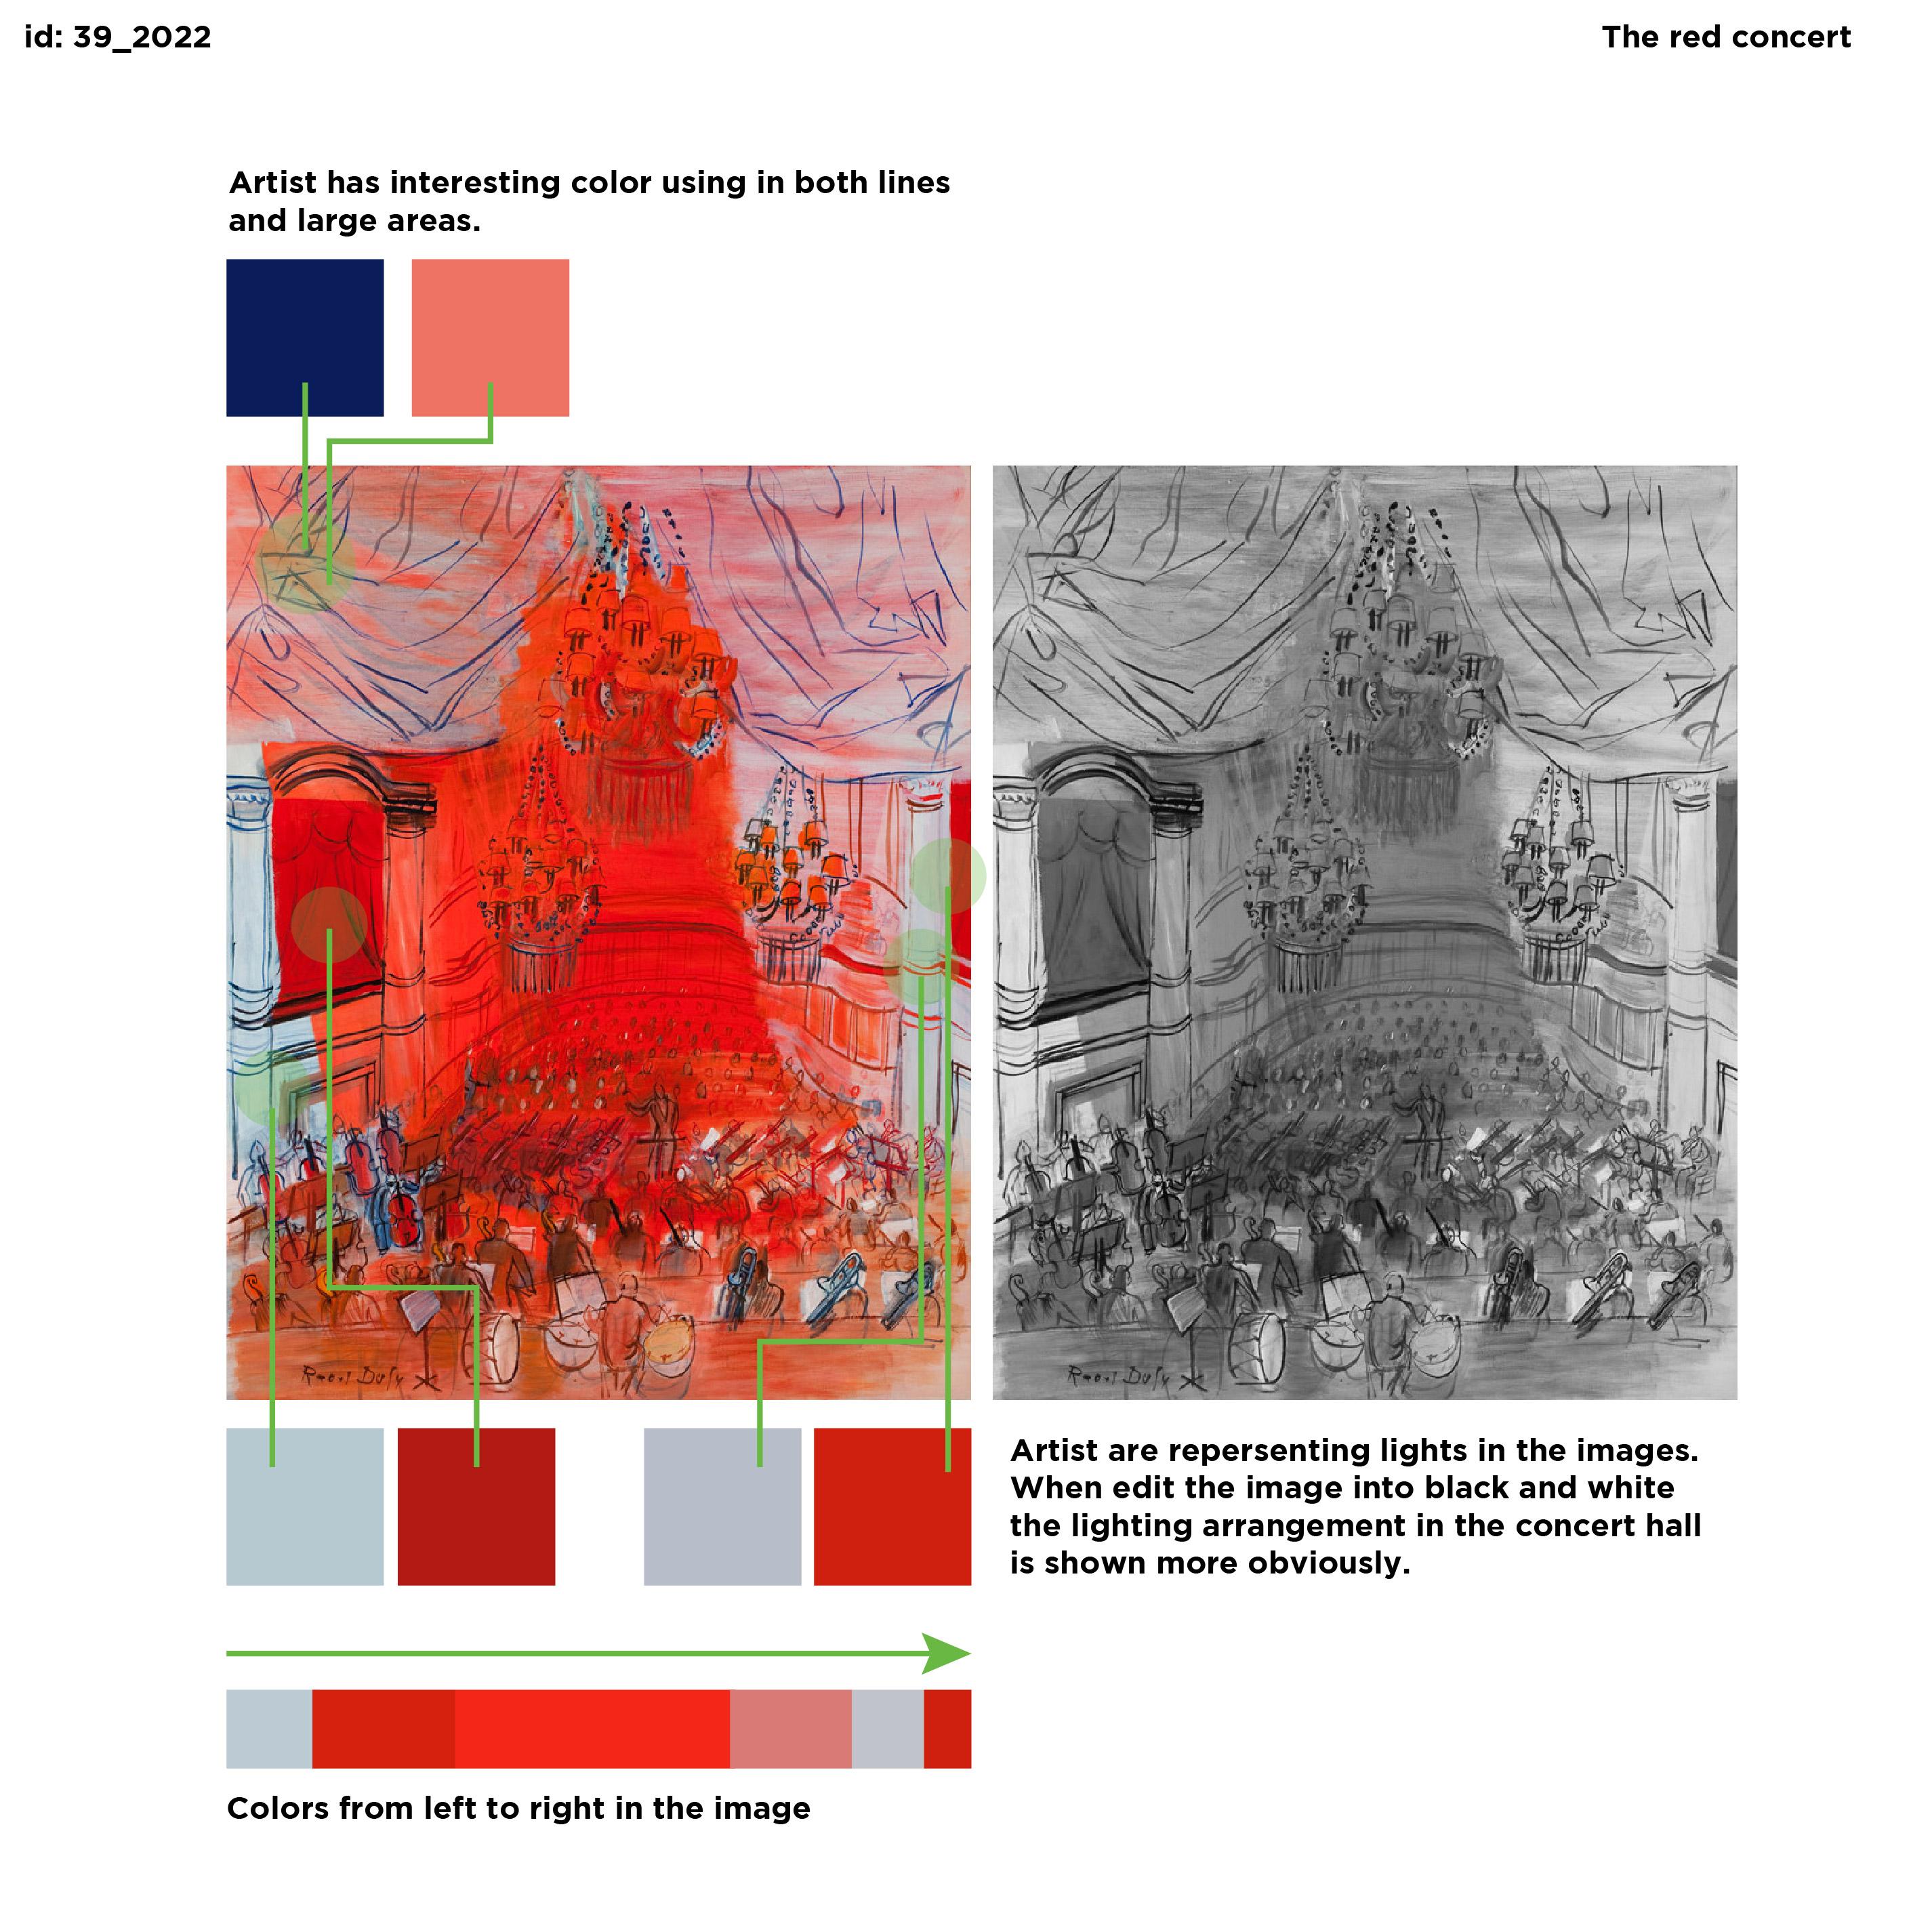 id: 39_2022
The red concert
Artist has interesting color using in both lines
and large areas.
Raoul Dufy
Raoul Dufy
Artist are repersenting lights in the images.
When edit the image into black and white
the lighting arrangement in the concert hall
is shown more obviously.
Colors from left to right in the image